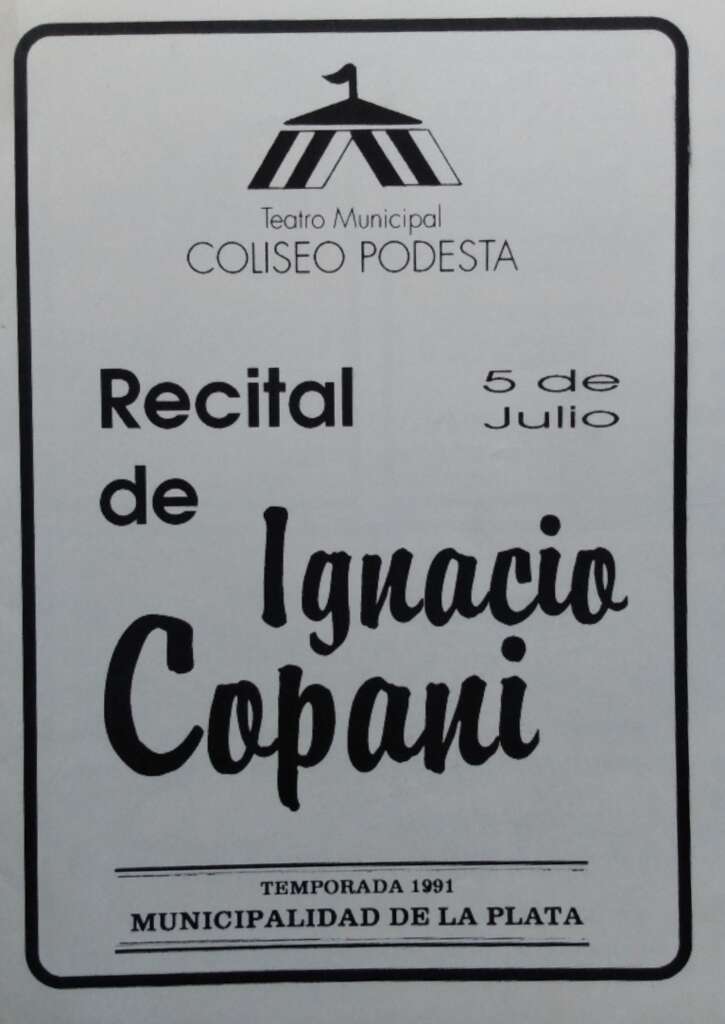 Teatro Municipal
COLISEO PODESTA
Recital
de
5 de
Julio
Ignacio
Copani
TEMPORADA 1991
MUNICIPALIDAD DE LA PLATA